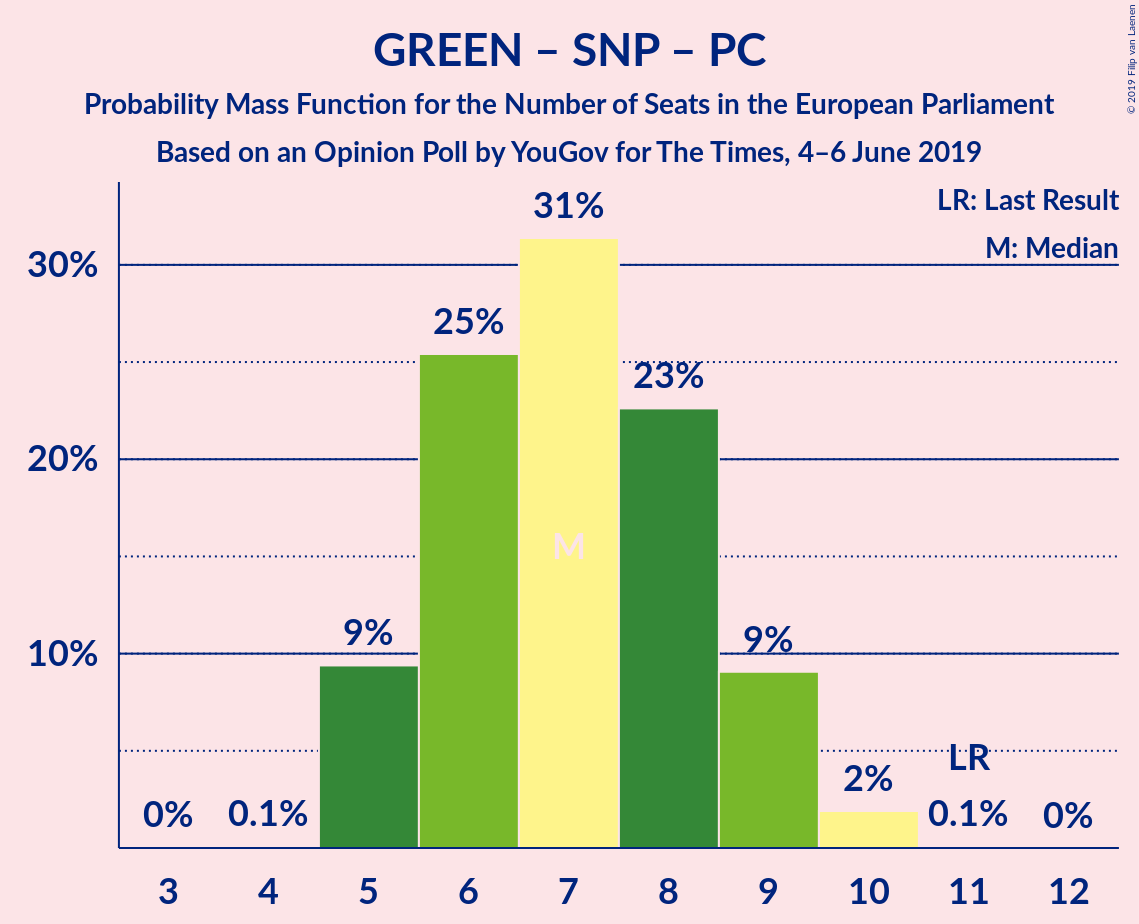 GREEN – SNP – PC
Probability Mass Function for the Number of Seats in the European Parliament
Based on an Opinion Poll by YouGov for The Times, 4–6 June 2019
© 2019 Filip van Laenen
LR: Last Result
M: Median
30%
20%
10%
0%
0.1%
9%
25%
31%
M
23%
9%
2%
LR
0.1%
0%
3 4 5 6 7 8 9 10 11 12